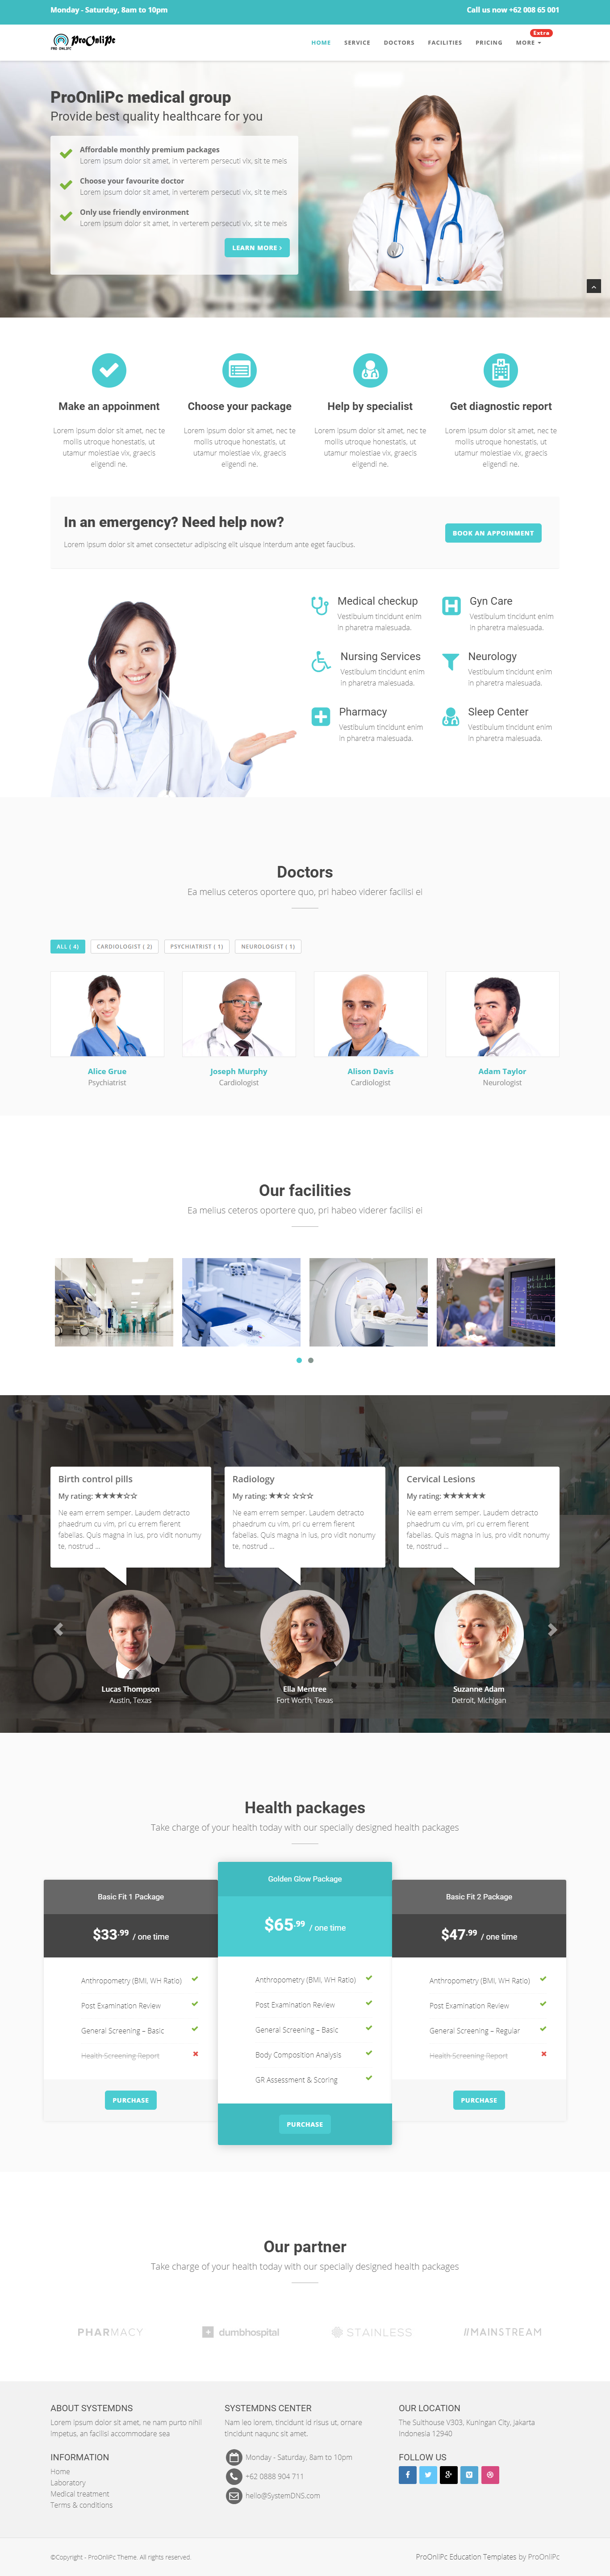 Monday - Saturday, 8am to 10pm
Call us now +62 008 65 001
ProOnliPc
PRO ONLIPC
HOME SERVICE DOCTORS FACILITIES PRICING MORE
Extra
ProOnliPc medical group
Provide best quality healthcare for you
Affordable monthly premium packages
Lorem ipsum dolor sit amet, in verterem persecuti vix, sit te meis
Choose your favourite doctor
Lorem ipsum dolor sit amet, in verterem persecuti vix, sit te meis
Only use friendly environment
Lorem ipsum dolor sit amet, in verterem persecuti vix, sit te meis
LEARN MORE
Make an appoinment
Lorem ipsum dolor sit amet, nec te
mollis utroque honestatis, ut
utamur molestiae vix, graecis
eligendi ne.
Choose your package
Lorem ipsum dolor sit amet, nec te
mollis utroque honestatis, ut
utamur molestiae vix, graecis
eligendi ne.
Help by specialist
Lorem ipsum dolor sit amet, nec te
mollis utroque honestatis, ut
utamur molestiae vix, graecis
eligendi ne.
Get diagnostic report
Lorem ipsum dolor sit amet, nec te
mollis utroque honestatis, ut
utamur molestiae vix, graecis
eligendi ne.
In an emergency? Need help now?
Lorem ipsum dolor sit amet consectetur adipiscing elit uisque interdum ante eget faucibus.
BOOK AN APPOINMENT
Medical checkup
Vestibulum tincidunt enim
in pharetra malesuada.
Gyn Care
Vestibulum tincidunt enim
in pharetra malesuada.
Nursing Services
Vestibulum tincidunt enim
in pharetra malesuada.
Neurology
Vestibulum tincidunt enim
in pharetra malesuada.
Pharmacy
Vestibulum tincidunt enim
in pharetra malesuada.
Sleep Center
Vestibulum tincidunt enim
in pharetra malesuada.
Doctors
Ea melius ceteros oportere quo, pri habeo viderer facilisi ei
ALL ( 4) CARDIOLOGIST ( 2) PSYCHIATRIST ( 1) NEUROLOGIST ( 1)
Alice Grue
Psychiatrist
Joseph Murphy
Cardiologist
Alison Davis
Cardiologist
Adam Taylor
Neurologist
Our facilities
Ea melius ceteros oportere quo, pri habeo viderer facilisi ei
Birth control pills
My rating: ★★★★☆☆
Ne eam errem semper. Laudem detracto
phaedrum cu vim, pri cu errem fierent
fabellas. Quis magna in ius, pro vidit nonumy
te, nostrud ...
Lucas Thompson
Austin, Texas
Radiology
My rating: ★★☆ ☆☆☆
Ne eam errem semper. Laudem detracto
phaedrum cu vim, pri cu errem fierent
fabellas. Quis magna in ius, pro vidit nonumy
te, nostrud ...
Ella Mentree
Fort Worth, Texas
Cervical Lesions
My rating: ★★★★★★
Ne eam errem semper. Laudem detracto
phaedrum cu vim, pri cu errem fierent
fabellas. Quis magna in ius, pro vidit nonumy
te, nostrud ...
Suzanne Adam
Detroit, Michigan
Health packages
Take charge of your health today with our specially designed health packages
Basic Fit 1 Package
$33.99 / one time
Anthropometry (BMI, WH Ratio)
Post Examination Review
General Screening – Basic
Health Screening Report
PURCHASE
Golden Glow Package
$65.99 / one time
Anthropometry (BMI, WH Ratio)
Post Examination Review
General Screening – Basic
Body Composition Analysis
GR Assessment & Scoring
PURCHASE
Basic Fit 2 Package
$47.99 / one time
Anthropometry (BMI, WH Ratio)
Post Examination Review
General Screening – Regular
Health Screening Report
PURCHASE
Our partner
Take charge of your health today with our specially designed health packages
PHARMACY
dumbhospital
STAINLESS
//MAINSTREAM
ABOUT SYSTEMDNS
Lorem ipsum dolor sit amet, ne nam purto nihil
impetus, an facilisi accommodare sea
INFORMATION
Home
Laboratory
Medical treatment
Terms & conditions
SYSTEMDNS CENTER
Nam leo lorem, tincidunt id risus ut, ornare
tincidunt naqunc sit amet.
Monday - Saturday, 8am to 10pm
+62 0888 904 711
hello@SystemDNS.com
OUR LOCATION
The Suithouse V303, Kuningan City, Jakarta
Indonesia 12940
FOLLOW US
©Copyright - ProOnliPc Theme. All rights reserved.
ProOnliPc Education Templates by ProOnliPc